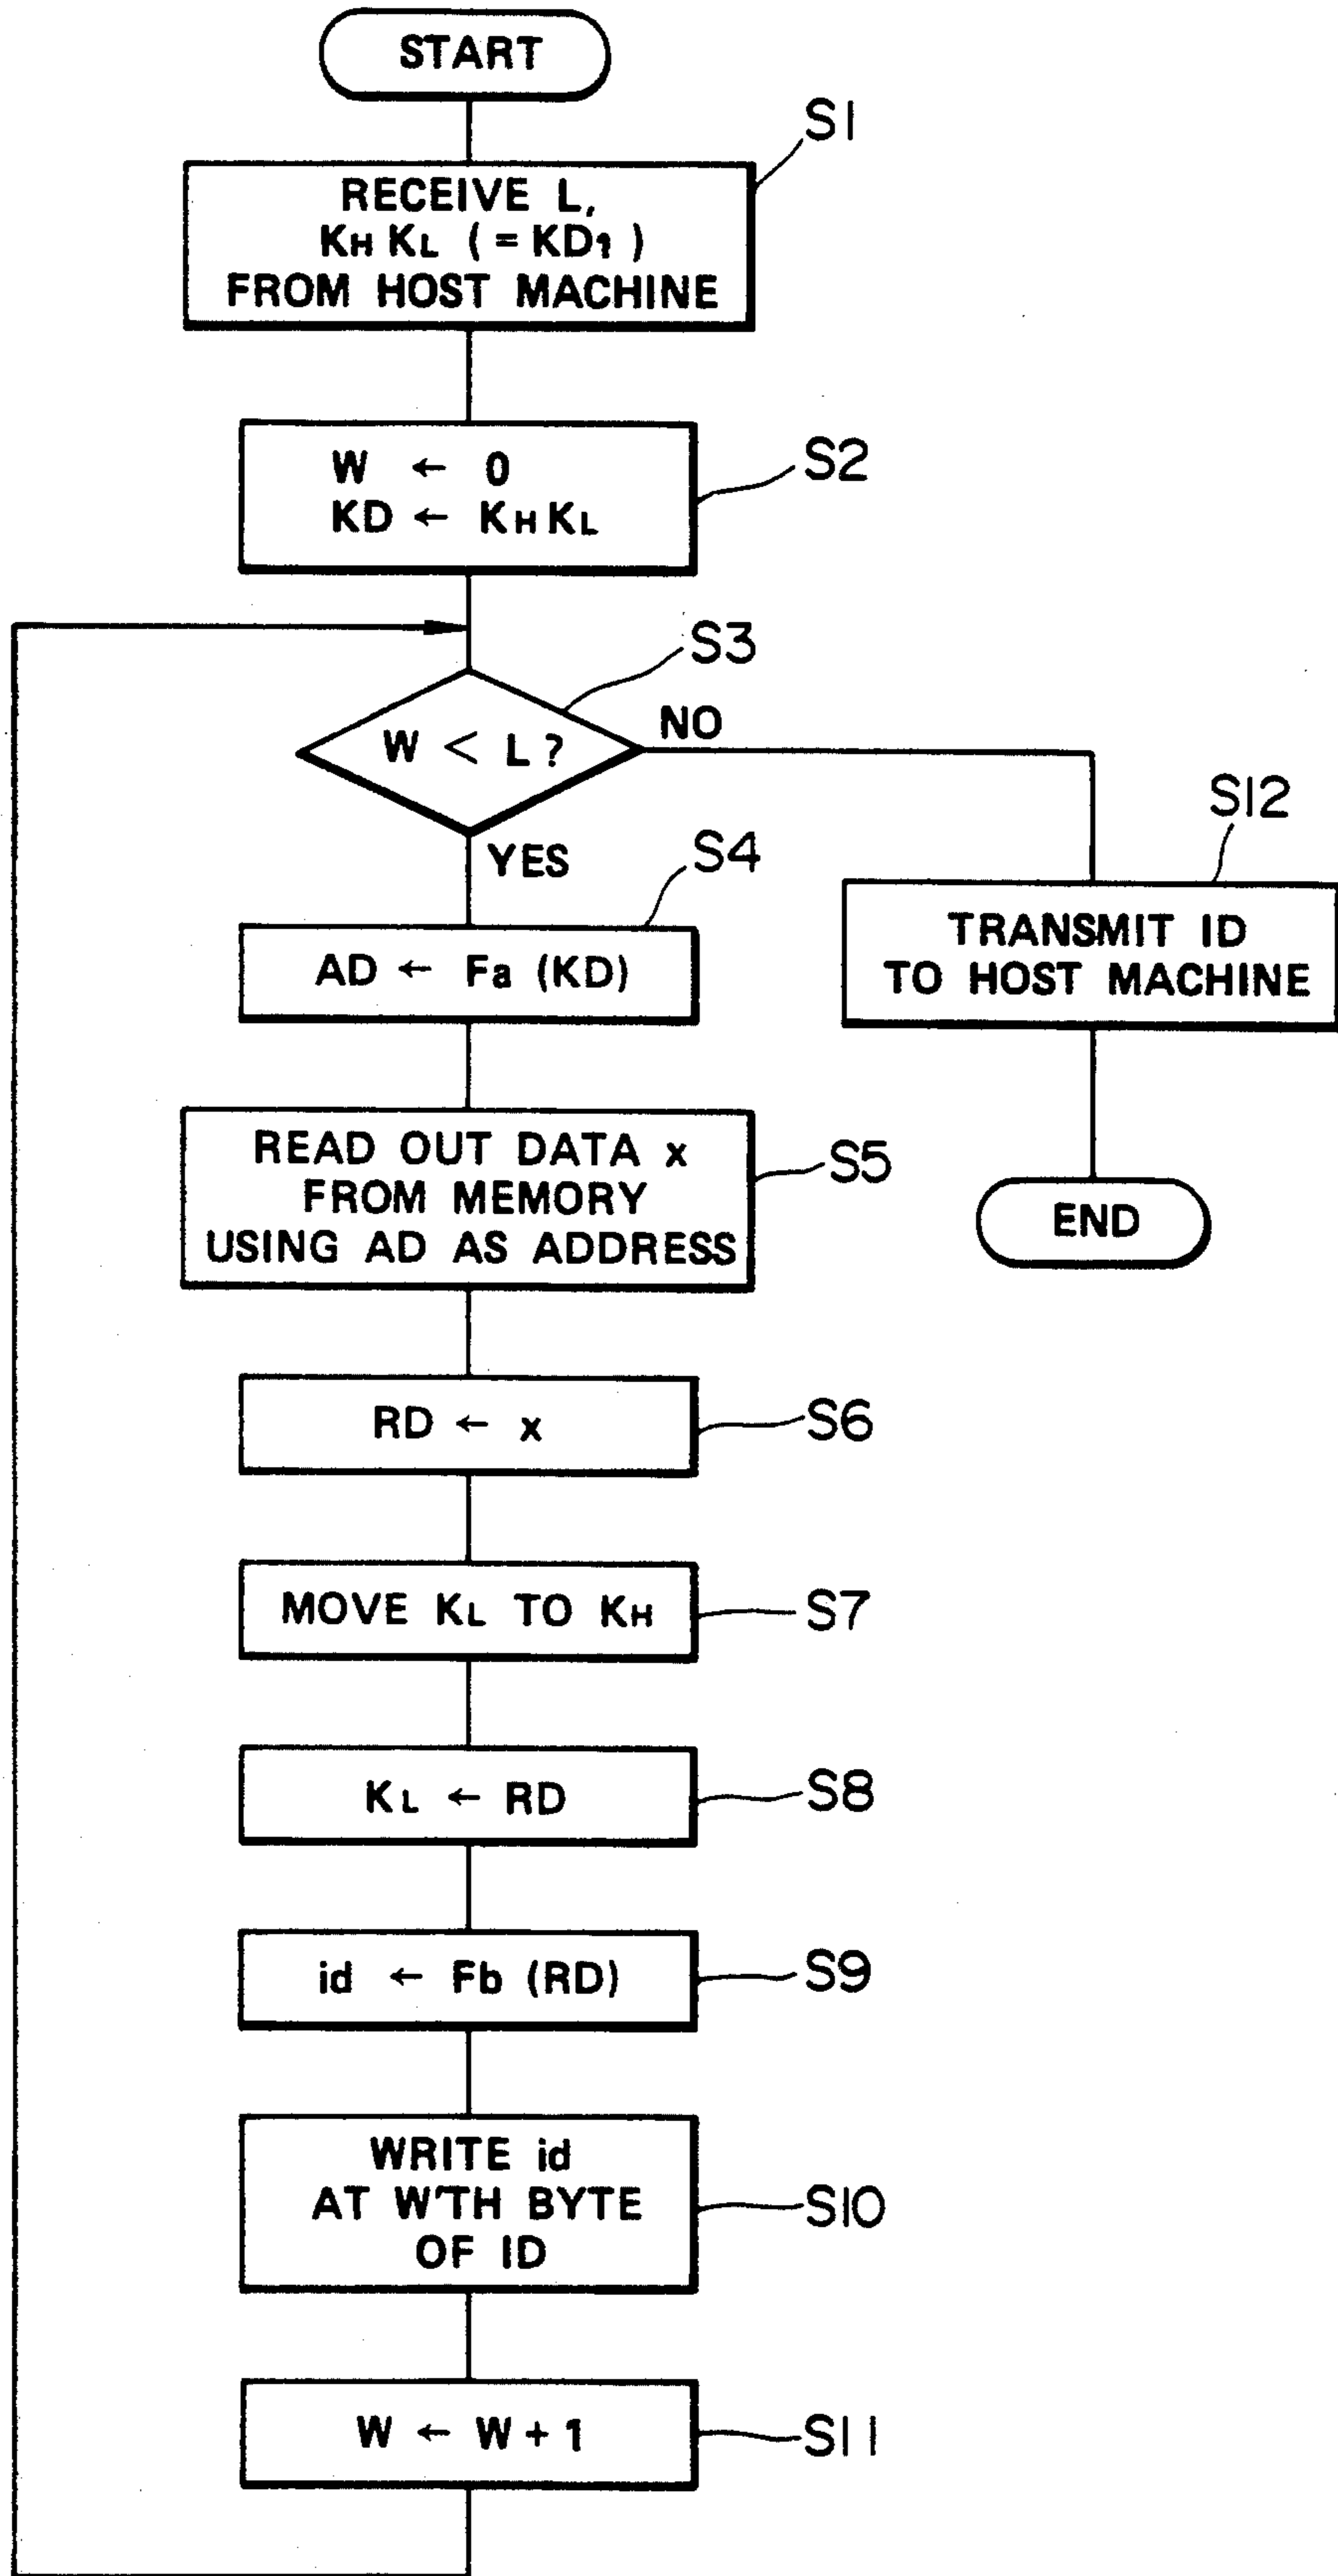 START
S1
RECEIVE L,
KH KL ( = KD1 )
FROM HOST MACHINE
S2
W ← 0
KD ← KH KL
S3
W < L ?
NO
YES
S4
AD ← Fa (KD)
S12
TRANSMIT ID
TO HOST MACHINE
READ OUT DATA x
FROM MEMORY
USING AD AS ADDRESS
S5
END
RD ← x
S6
MOVE KL TO KH
S7
KL ← RD
S8
id ← Fb (RD)
S9
WRITE id
AT W'TH BYTE
OF ID
S10
W ← W + 1
S11